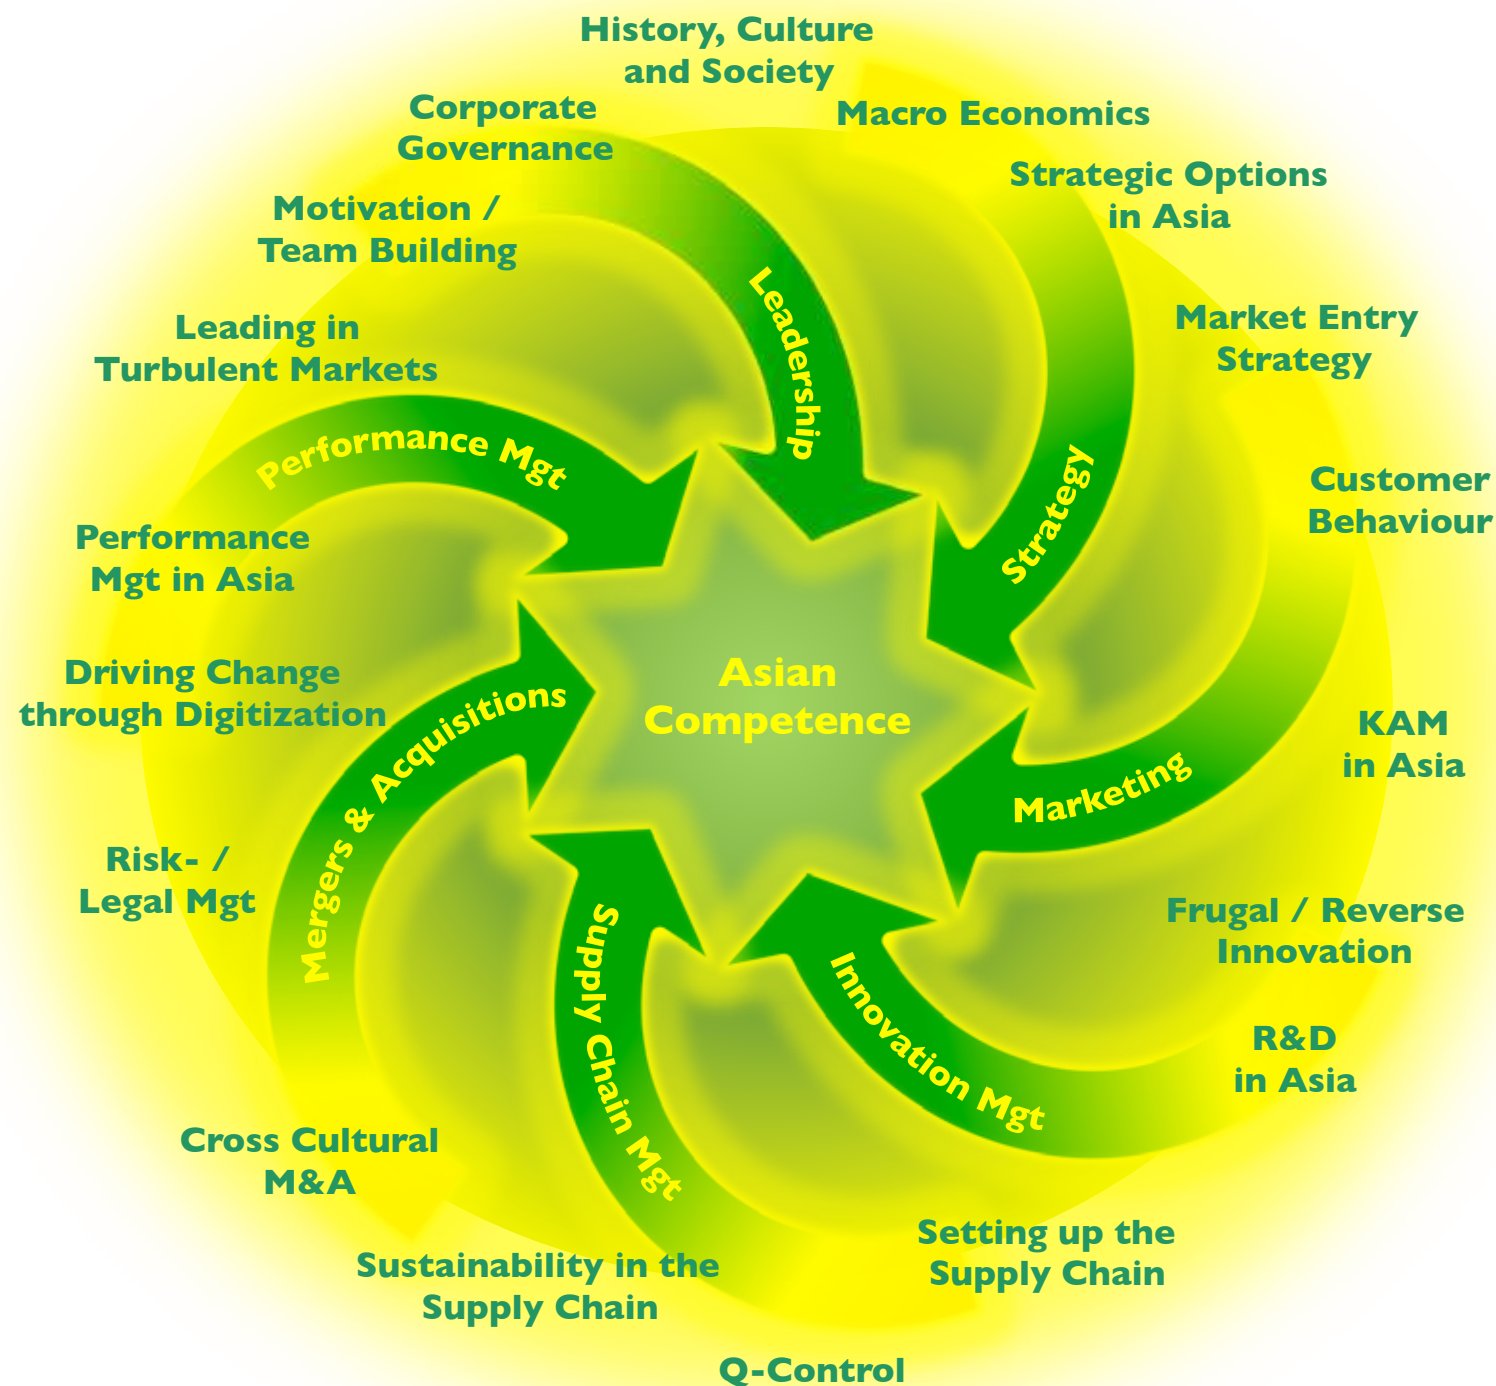 History, Culture
and Society
Corporate
Governance
Macro Economics
Motivation /
Team Building
Strategic Options
in Asia
Leading in
Turbulent Markets
Market Entry
Strategy
Leadership
Performance Mgt
Strategy
Customer
Behaviour
Performance
Mgt in Asia
Asian
Competence
Driving Change
through Digitization
Mergers & Acquisitions
Marketing
KAM
in Asia
Risk- /
Legal Mgt
Supply Chain Mgt
Innovation Mgt
Frugal / Reverse
Innovation
R&D
in Asia
Cross Cultural
M&A
Setting up the
Supply Chain
Sustainability in the
Supply Chain
Q-Control